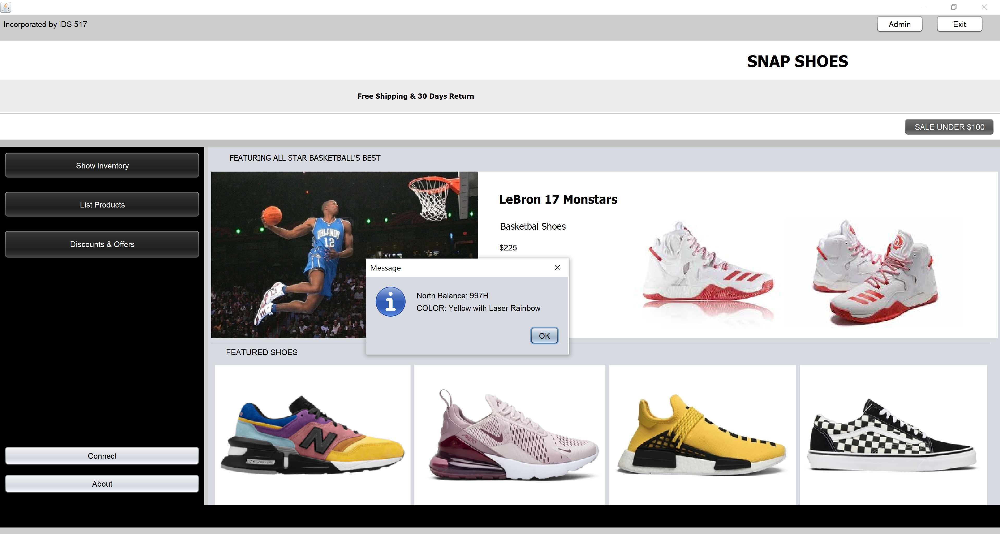 Incorporated by IDS 517
Admin
Exit
SNAP SHOES
Free Shipping & 30 Days Return
SALE UNDER $100
Show Inventory
List Products
Discounts & Offers
Connect
About
FEATURING ALL STAR BASKETBALL'S BEST
ORLANDO
12
LeBron 17 Monstars
Basketbal Shoes
$225
Message
North Balance: 997H
COLOR: Yellow with Laser Rainbow
OK
FEATURED SHOES
N